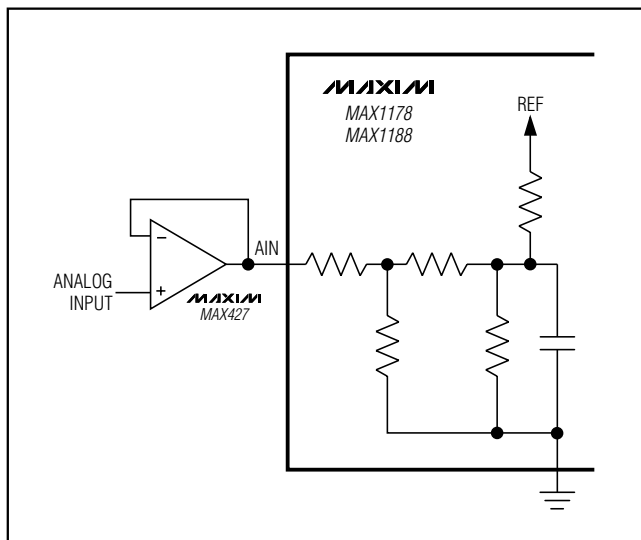 MAXIM
MAX1178
MAX1188
REF
AIN
−
+
ANALOG
INPUT
MAXIM
MAX427